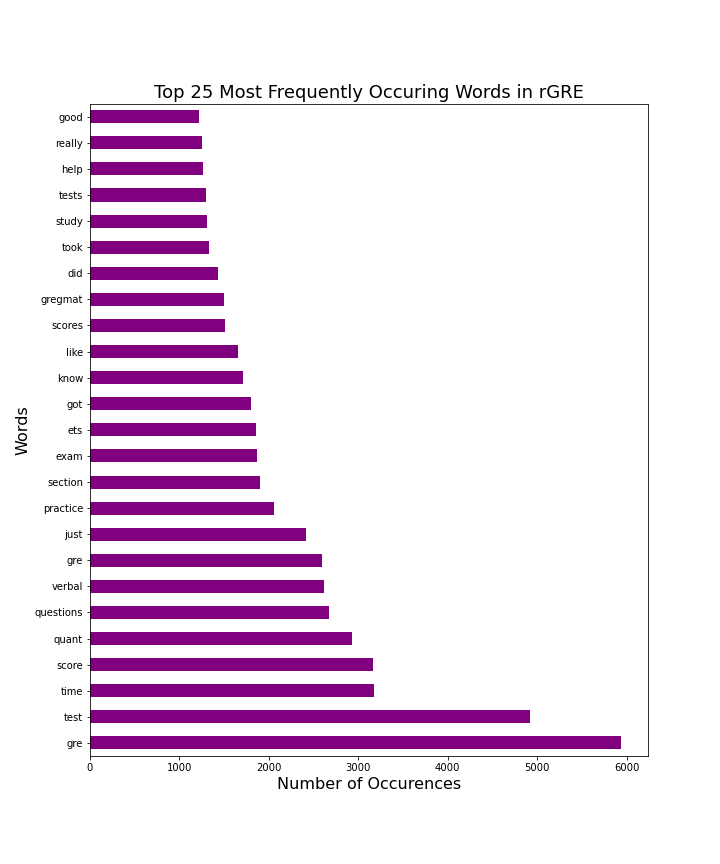 Top 25 Most Frequently Occuring Words in rGRE
good
really
help
tests
study
took
did
gregmat
scores
like
know
got
ets
exam
section
practice
just
gre
verbal
questions
quant
score
time
test
gre
Words
0 1000 2000 3000 4000 5000 6000
Number of Occurences